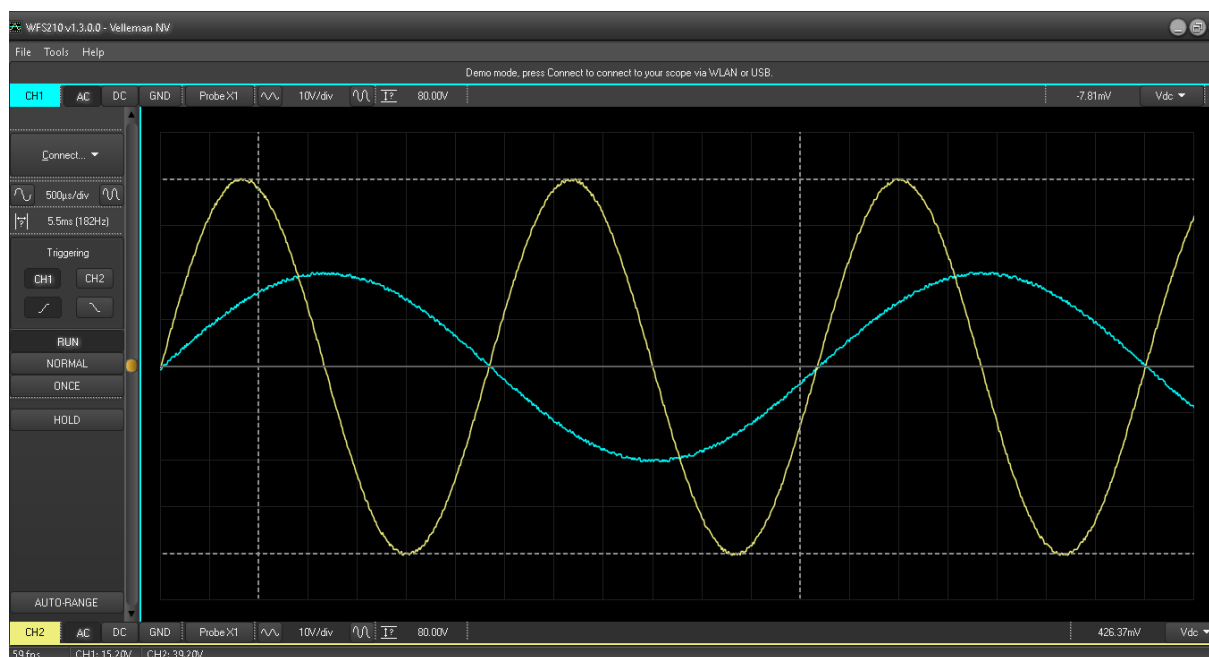 WFS210 v1.3.0.0 - Velleman NV
File Tools Help
Demo mode, press Connect to connect to your scope via WLAN or USB.
CH1 AC DC GND Probe X1 10V/div 80.00V -7.81mV Vdc
Connect...
500µs/div
5.5ms (182Hz)
Triggering
CH1 CH2
RUN
NORMAL
ONCE
HOLD
AUTO-RANGE
CH2 AC DC GND Probe X1 10V/div 80.00V 426.37mV Vdc
59 fps CH1: 15.20V CH2: 39.20V